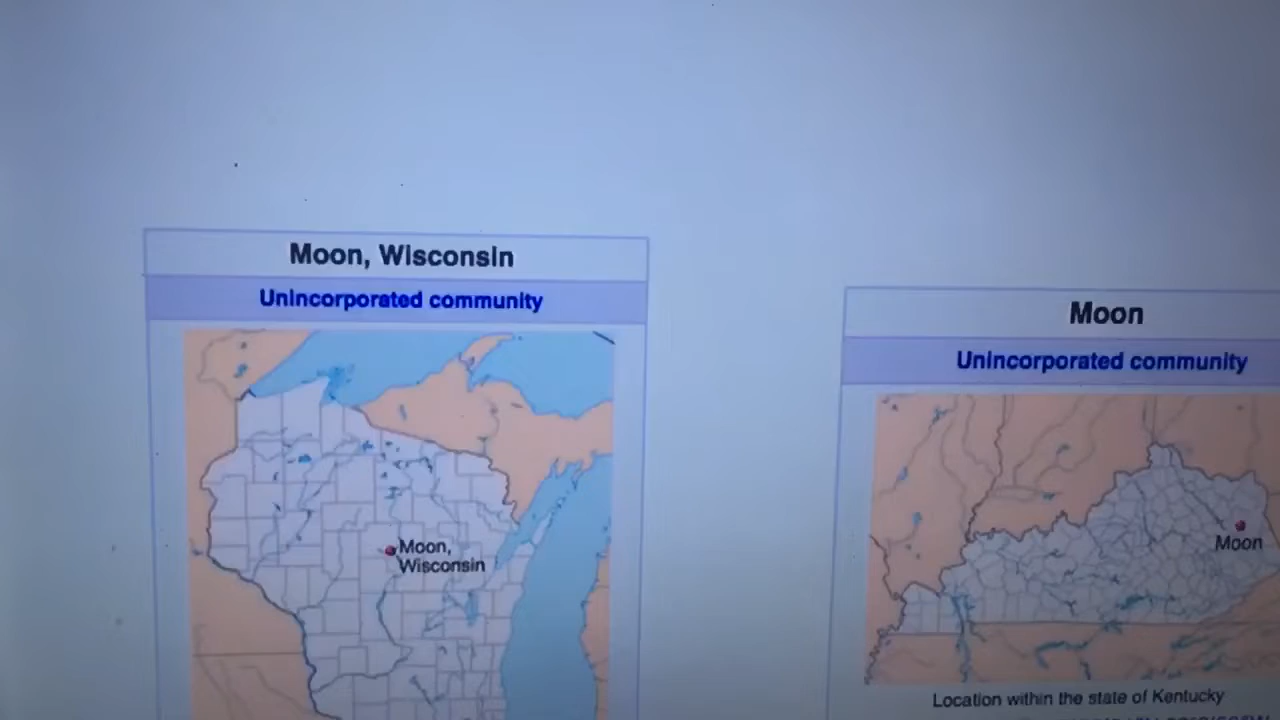 Moon, Wisconsin
Unincorporated community
Moon,
Wisconsin
Moon
Unincorporated community
Moon
Location within the state of Kentucky